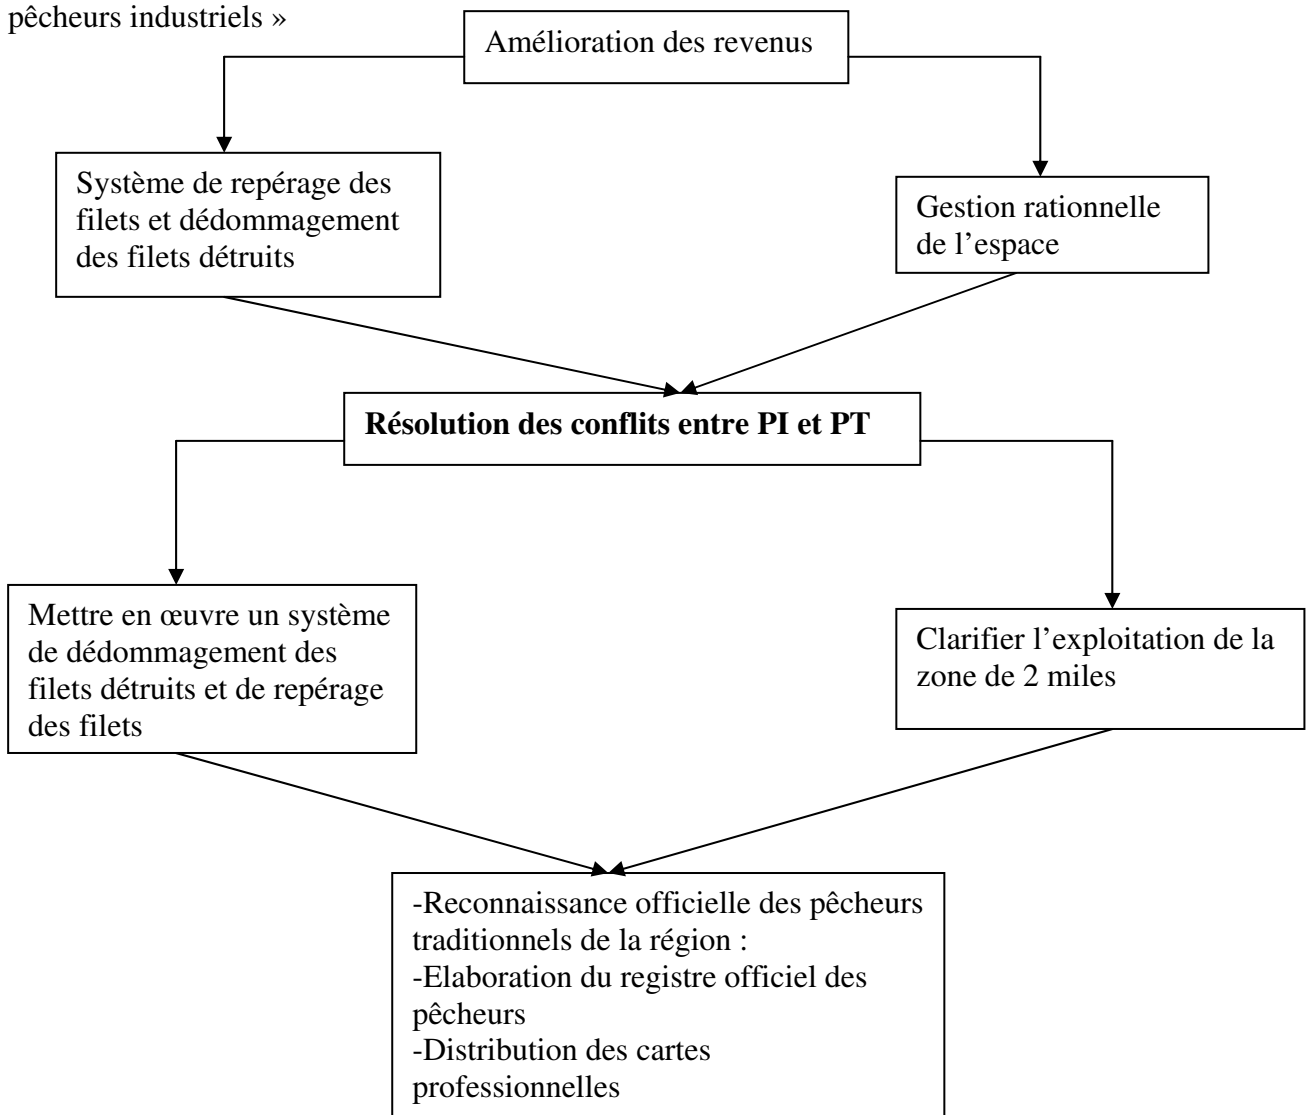 pêcheurs industriels »
Amélioration des revenus
Système de repérage des
filets et dédommagement
des filets détruits
Gestion rationnelle
de l’espace
Résolution des conflits entre PI et PT
Mettre en œuvre un système
de dédommagement des
filets détruits et de repérage
des filets
Clarifier l’exploitation de la
zone de 2 miles
-Reconnaissance officielle des pêcheurs
traditionnels de la région :
-Elaboration du registre officiel des
pêcheurs
-Distribution des cartes
professionnelles